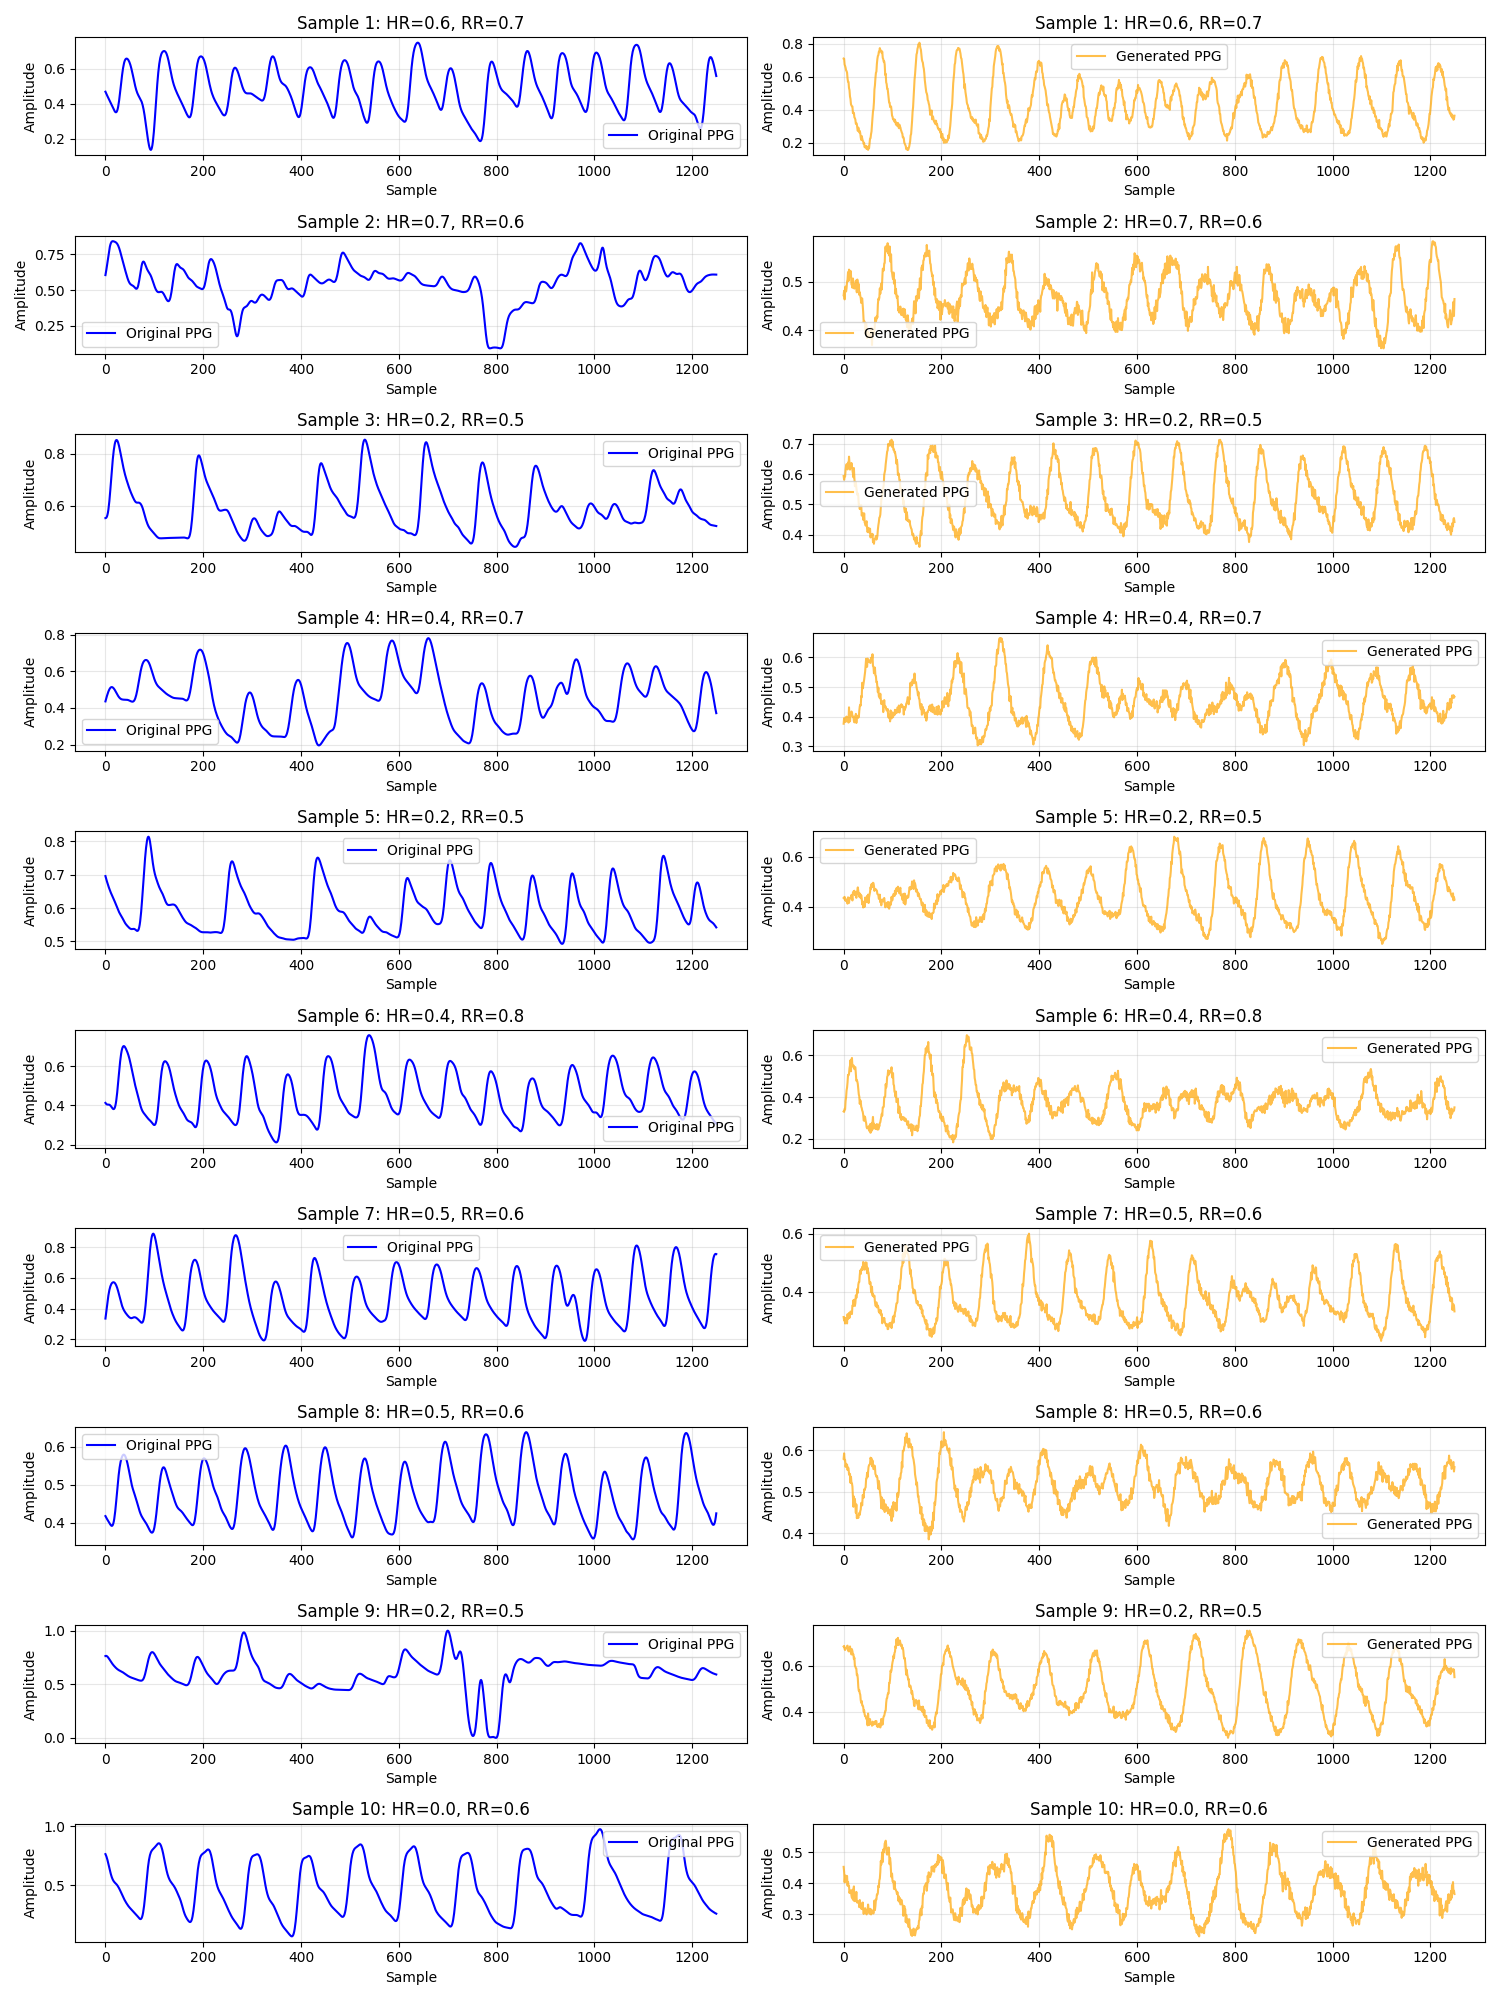 Sample 1: HR=0.6, RR=0.7
Amplitude
0.6
0.4
0.2
Original PPG
0 200 400 600 800 1000 1200
Sample
Sample 1: HR=0.6, RR=0.7
Amplitude
0.8
0.6
0.4
0.2
Generated PPG
0 200 400 600 800 1000 1200
Sample
Sample 2: HR=0.7, RR=0.6
Amplitude
0.75
0.50
0.25
Original PPG
0 200 400 600 800 1000 1200
Sample
Sample 2: HR=0.7, RR=0.6
Amplitude
0.5
0.4
Generated PPG
0 200 400 600 800 1000 1200
Sample
Sample 3: HR=0.2, RR=0.5
Amplitude
0.8
0.6
Original PPG
0 200 400 600 800 1000 1200
Sample
Sample 3: HR=0.2, RR=0.5
Amplitude
0.7
0.6
0.5
0.4
Generated PPG
0 200 400 600 800 1000 1200
Sample
Sample 4: HR=0.4, RR=0.7
Amplitude
0.8
0.6
0.4
0.2
Original PPG
0 200 400 600 800 1000 1200
Sample
Sample 4: HR=0.4, RR=0.7
Amplitude
0.6
0.5
0.4
0.3
Generated PPG
0 200 400 600 800 1000 1200
Sample
Sample 5: HR=0.2, RR=0.5
Amplitude
0.8
0.7
0.6
0.5
Original PPG
0 200 400 600 800 1000 1200
Sample
Sample 5: HR=0.2, RR=0.5
Amplitude
0.6
0.4
Generated PPG
0 200 400 600 800 1000 1200
Sample
Sample 6: HR=0.4, RR=0.8
Amplitude
0.6
0.4
0.2
Original PPG
0 200 400 600 800 1000 1200
Sample
Sample 6: HR=0.4, RR=0.8
Amplitude
0.6
0.4
0.2
Generated PPG
0 200 400 600 800 1000 1200
Sample
Sample 7: HR=0.5, RR=0.6
Amplitude
0.8
0.6
0.4
0.2
Original PPG
0 200 400 600 800 1000 1200
Sample
Sample 7: HR=0.5, RR=0.6
Amplitude
0.6
0.4
Generated PPG
0 200 400 600 800 1000 1200
Sample
Sample 8: HR=0.5, RR=0.6
Amplitude
0.6
0.5
0.4
Original PPG
0 200 400 600 800 1000 1200
Sample
Sample 8: HR=0.5, RR=0.6
Amplitude
0.6
0.5
0.4
Generated PPG
0 200 400 600 800 1000 1200
Sample
Sample 9: HR=0.2, RR=0.5
Amplitude
1.0
0.5
0.0
Original PPG
0 200 400 600 800 1000 1200
Sample
Sample 9: HR=0.2, RR=0.5
Amplitude
0.6
0.4
Generated PPG
0 200 400 600 800 1000 1200
Sample
Sample 10: HR=0.0, RR=0.6
Amplitude
1.0
0.5
Original PPG
0 200 400 600 800 1000 1200
Sample
Sample 10: HR=0.0, RR=0.6
Amplitude
0.5
0.4
0.3
Generated PPG
0 200 400 600 800 1000 1200
Sample